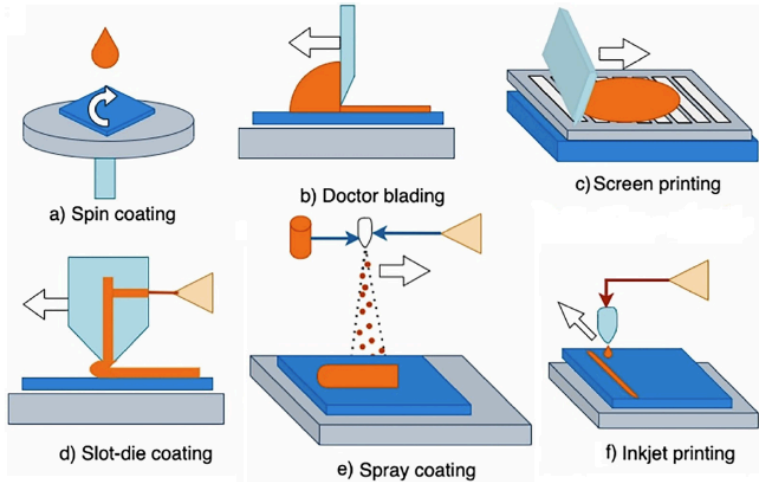 a) Spin coating
b) Doctor blading
c) Screen printing
d) Slot-die coating
e) Spray coating
f) Inkjet printing